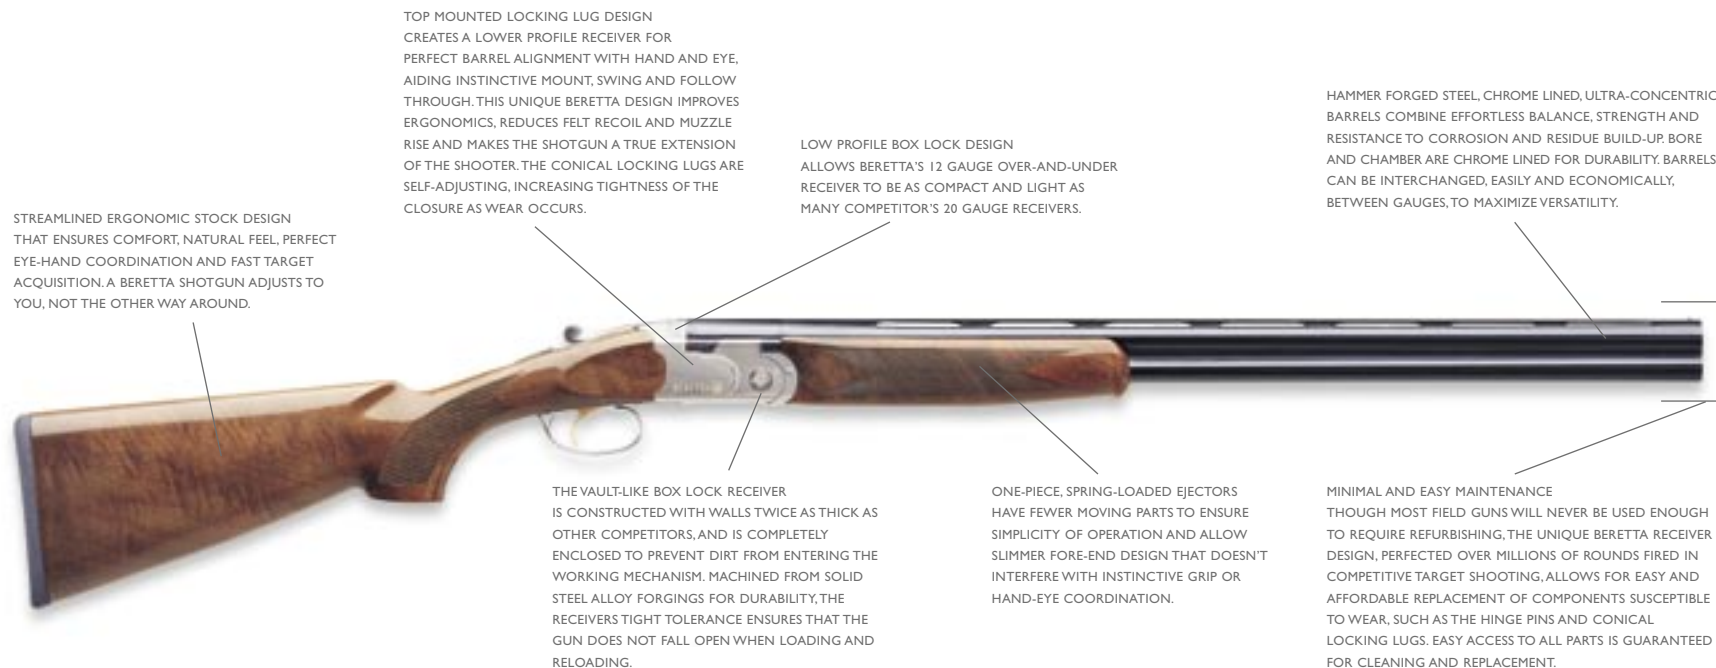 TOP MOUNTED LOCKING LUG DESIGN
CREATES A LOWER PROFILE RECEIVER FOR
PERFECT BARREL ALIGNMENT WITH HAND AND EYE,
AIDING INSTINCTIVE MOUNT, SWING AND FOLLOW
THROUGH. THIS UNIQUE BERETTA DESIGN IMPROVES
ERGONOMICS, REDUCES FELT RECOIL AND MUZZLE
RISE AND MAKES THE SHOTGUN A TRUE EXTENSION
OF THE SHOOTER. THE CONICAL LOCKING LUGS ARE
SELF-ADJUSTING, INCREASING TIGHTNESS OF THE
CLOSURE AS WEAR OCCURS.
HAMMER FORGED STEEL, CHROME LINED, ULTRA-CONCENTRIC
BARRELS COMBINE EFFORTLESS BALANCE, STRENGTH AND
RESISTANCE TO CORROSION AND RESIDUE BUILD-UP. BORE
AND CHAMBER ARE CHROME LINED FOR DURABILITY. BARRELS
CAN BE INTERCHANGED, EASILY AND ECONOMICALLY,
BETWEEN GAUGES, TO MAXIMIZE VERSATILITY.
LOW PROFILE BOX LOCK DESIGN
ALLOWS BERETTA'S 12 GAUGE OVER-AND-UNDER
RECEIVER TO BE AS COMPACT AND LIGHT AS
MANY COMPETITOR'S 20 GAUGE RECEIVERS.
STREAMLINED ERGONOMIC STOCK DESIGN
THAT ENSURES COMFORT, NATURAL FEEL, PERFECT
EYE-HAND COORDINATION AND FAST TARGET
ACQUISITION. A BERETTA SHOTGUN ADJUSTS TO
YOU, NOT THE OTHER WAY AROUND.
THE VAULT-LIKE BOX LOCK RECEIVER
IS CONSTRUCTED WITH WALLS TWICE AS THICK AS
OTHER COMPETITORS, AND IS COMPLETELY
ENCLOSED TO PREVENT DIRT FROM ENTERING THE
WORKING MECHANISM. MACHINED FROM SOLID
STEEL ALLOY FORGINGS FOR DURABILITY, THE
RECEIVERS TIGHT TOLERANCE ENSURES THAT THE
GUN DOES NOT FALL OPEN WHEN LOADING AND
RELOADING.
ONE-PIECE, SPRING-LOADED EJECTORS
HAVE FEWER MOVING PARTS TO ENSURE
SIMPLICITY OF OPERATION AND ALLOW
SLIMMER FORE-END DESIGN THAT DOESN'T
INTERFERE WITH INSTINCTIVE GRIP OR
HAND-EYE COORDINATION.
MINIMAL AND EASY MAINTENANCE
THOUGH MOST FIELD GUNS WILL NEVER BE USED ENOUGH
TO REQUIRE REFURBISHING, THE UNIQUE BERETTA RECEIVER
DESIGN, PERFECTED OVER MILLIONS OF ROUNDS FIRED IN
COMPETITIVE TARGET SHOOTING, ALLOWS FOR EASY AND
AFFORDABLE REPLACEMENT OF COMPONENTS SUSCEPTIBLE
TO WEAR, SUCH AS THE HINGE PINS AND CONICAL
LOCKING LUGS. EASY ACCESS TO ALL PARTS IS GUARANTEED
FOR CLEANING AND REPLACEMENT.